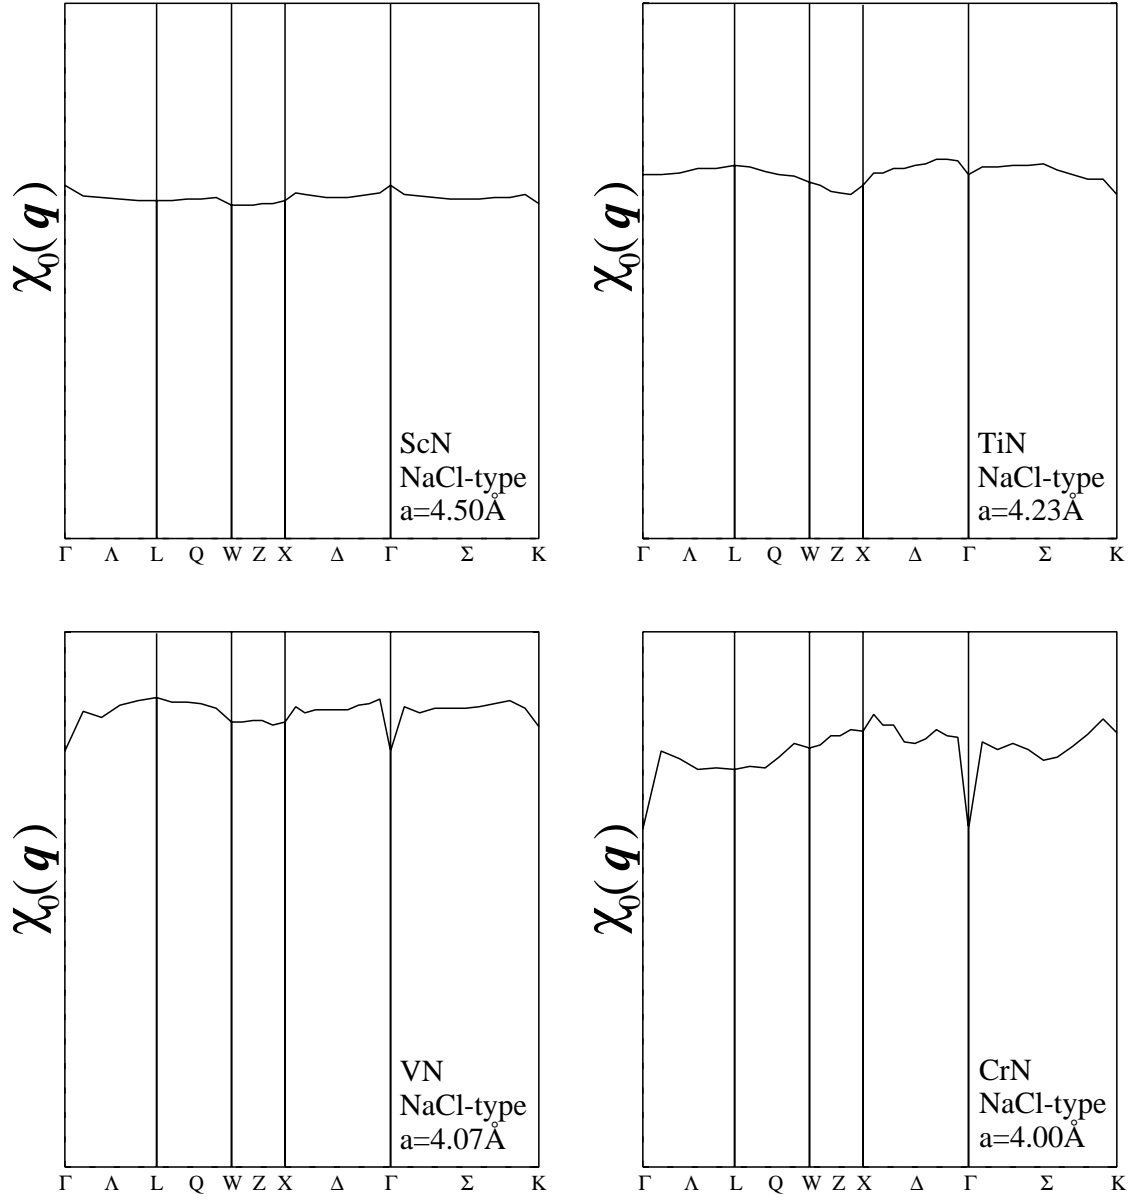 χ₀(q)
ScN
NaCl-type
a=4.50Å
Γ Λ L Q W Z X Δ Γ Σ K
χ₀(q)
TiN
NaCl-type
a=4.23Å
Γ Λ L Q W Z X Δ Γ Σ K
χ₀(q)
VN
NaCl-type
a=4.07Å
Γ Λ L Q W Z X Δ Γ Σ K
χ₀(q)
CrN
NaCl-type
a=4.00Å
Γ Λ L Q W Z X Δ Γ Σ K